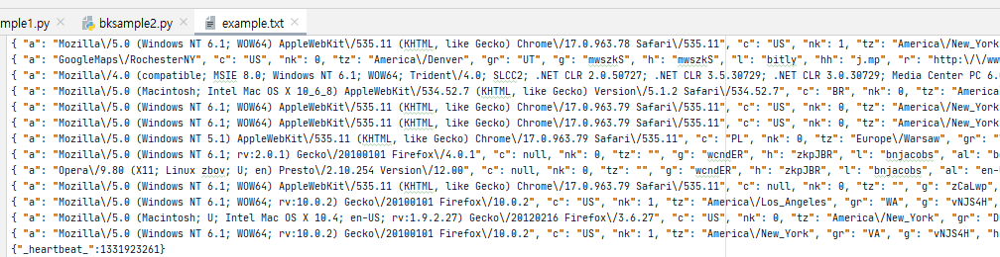 mple1.py × bksample2.py × example.txt ×
{ "a": "Mozilla\/5.0 (Windows NT 6.1; WOW64) AppleWebKit\/535.11 (KHTML, like Gecko) Chrome\/17.0.963.78 Safari\/535.11", "c": "US", "nk": 1, "tz": "America\/New_York
{ "a": "GoogleMaps\/RochesterNY", "c": "US", "nk": 0, "tz": "America\/Denver", "gr": "UT", "g": "mwszkS", "h": "mwszkS", "l": "bitly", "hh": "j.mp", "r": "http:\/\/ww
{ "a": "Mozilla\/4.0 (compatible; MSIE 8.0; Windows NT 6.1; WOW64; Trident\/4.0; SLCC2; .NET CLR 2.0.50727; .NET CLR 3.5.30729; .NET CLR 3.0.30729; Media Center PC 6.
{ "a": "Mozilla\/5.0 (Macintosh; Intel Mac OS X 10_6_8) AppleWebKit\/534.52.7 (KHTML, like Gecko) Version\/5.1.2 Safari\/534.52.7", "c": "BR", "nk": 0, "tz": "America
{ "a": "Mozilla\/5.0 (Windows NT 6.1; WOW64) AppleWebKit\/535.11 (KHTML, like Gecko) Chrome\/17.0.963.79 Safari\/535.11", "c": "US", "nk": 0, "tz": "America\/New_York
{ "a": "Mozilla\/5.0 (Windows NT 6.1; WOW64) AppleWebKit\/535.11 (KHTML, like Gecko) Chrome\/17.0.963.79 Safari\/535.11", "c": "US", "nk": 0, "tz": "America\/New_York
{ "a": "Mozilla\/5.0 (Windows NT 5.1) AppleWebKit\/535.11 (KHTML, like Gecko) Chrome\/17.0.963.79 Safari\/535.11", "c": "PL", "nk": 0, "tz": "Europe\/Warsaw", "gr":
{ "a": "Mozilla\/5.0 (Windows NT 6.1; rv:2.0.1) Gecko\/20100101 Firefox\/4.0.1", "c": null, "nk": 0, "tz": "", "g": "wcndER", "h": "zkpJBR", "l": "bnjacobs", "al": "b
{ "a": "Opera\/9.80 (X11; Linux zbov; U; en) Presto\/2.10.254 Version\/12.00", "c": null, "nk": 0, "tz": "", "g": "wcndER", "h": "zkpJBR", "l": "bnjacobs", "al": "en-
{ "a": "Mozilla\/5.0 (Windows NT 6.1; WOW64) AppleWebKit\/535.11 (KHTML, like Gecko) Chrome\/17.0.963.79 Safari\/535.11", "c": null, "nk": 0, "tz": "", "g": "zCaLwp",
{ "a": "Mozilla\/5.0 (Windows NT 6.1; WOW64; rv:10.0.2) Gecko\/20100101 Firefox\/10.0.2", "c": "US", "nk": 1, "tz": "America\/Los_Angeles", "gr": "WA", "g": "vNJS4H",
{ "a": "Mozilla\/5.0 (Macintosh; U; Intel Mac OS X 10.4; en-US; rv:1.9.2.27) Gecko\/20120216 Firefox\/3.6.27", "c": "US", "nk": 0, "tz": "America\/New_York", "gr": "D
{ "a": "Mozilla\/5.0 (Windows NT 6.1; WOW64; rv:10.0.2) Gecko\/20100101 Firefox\/10.0.2", "c": "US", "nk": 1, "tz": "America\/New_York", "gr": "VA", "g": "vNJS4H", "h
{"_heartbeat_":1331923261}